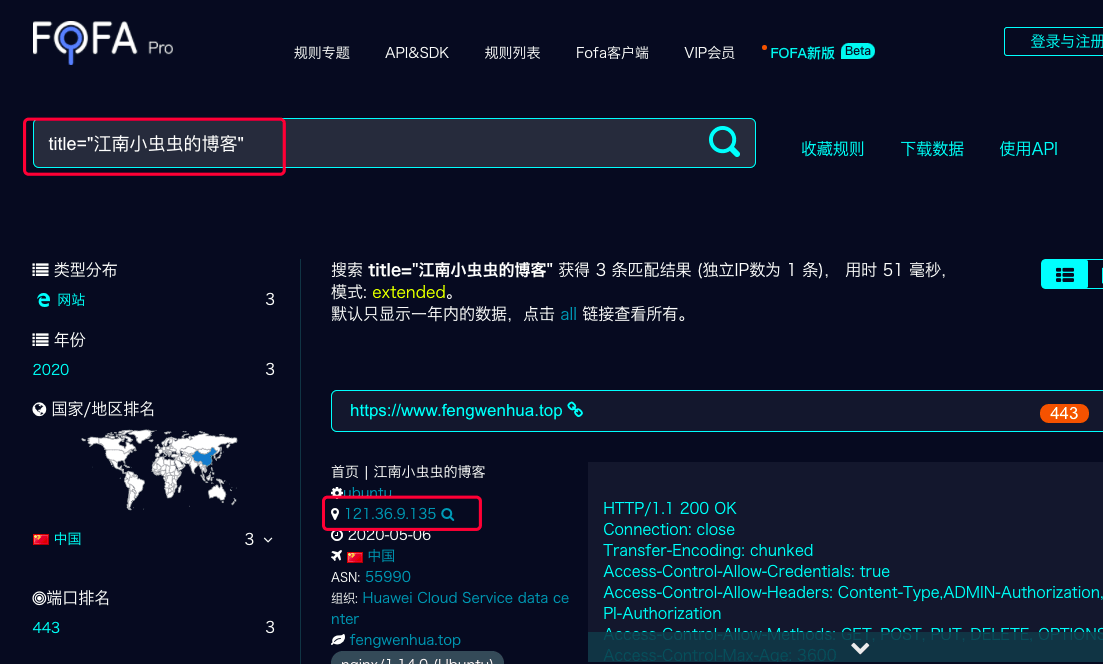 FOFA Pro
规则专题 API&SDK 规则列表 Fofa客户端 VIP会员 FOFA新版 Beta 登录与注册
title="江南小虫虫的博客"
收藏规则 下载数据 使用API
类型分布
网站 3
年份
2020 3
国家/地区排名
中国 3
端口排名
443 3
搜索 title="江南小虫虫的博客" 获得 3 条匹配结果 (独立IP数为 1 条)， 用时 51 毫秒，
模式: extended。
默认只显示一年内的数据，点击 all 链接查看所有。
https://www.fengwenhua.top 443
首页 | 江南小虫虫的博客
ubuntu
121.36.9.135
2020-05-06
中国
ASN: 55990
组织: Huawei Cloud Service data ce
nter
fengwenhua.top
nginx/1.14.0 (Ubuntu)
HTTP/1.1 200 OK
Connection: close
Transfer-Encoding: chunked
Access-Control-Allow-Credentials: true
Access-Control-Allow-Headers: Content-Type,ADMIN-Authorization,
PI-Authorization
Access-Control-Allow-Methods: GET, POST, PUT, DELETE, OPTIONS
Access-Control-Max-Age: 3600